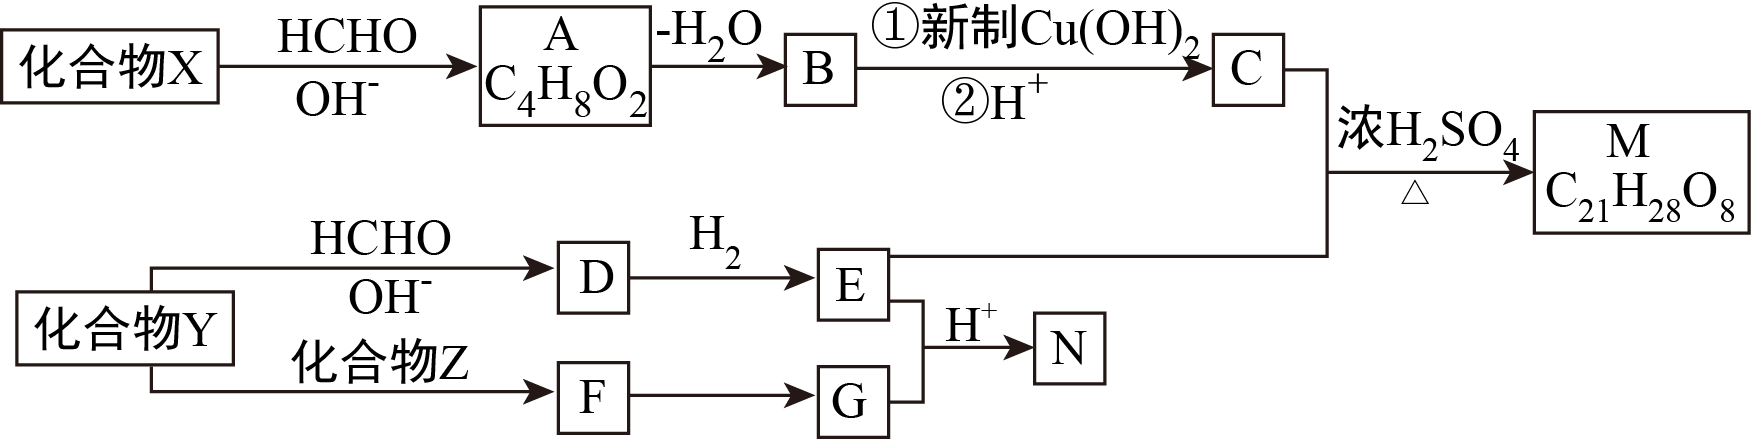 化合物X
HCHO
OH⁻
A
C₄H₈O₂
-H₂O
B
①新制Cu(OH)₂
②H⁺
C
浓H₂SO₄
△
M
C₂₁H₂₈O₈
化合物Y
HCHO
OH⁻
D
H₂
E
化合物Z
F
G
H⁺
N